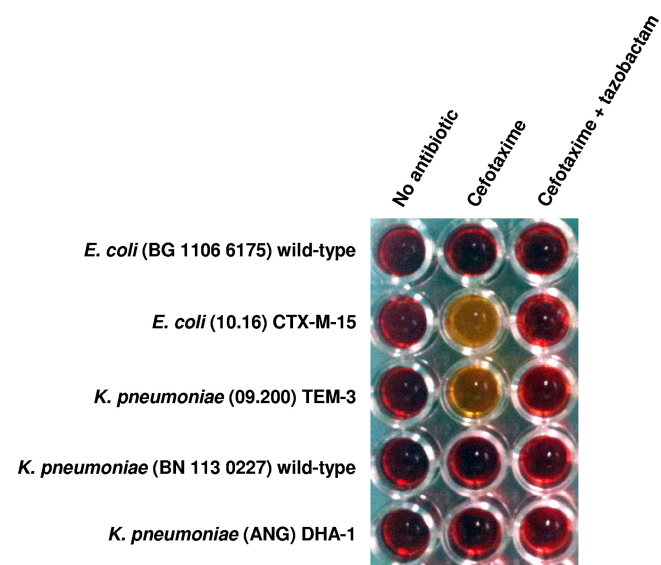 No antibiotic
Cefotaxime
Cefotaxime + tazobactam
E. coli (BG 1106 6175) wild-type
E. coli (10.16) CTX-M-15
K. pneumoniae (09.200) TEM-3
K. pneumoniae (BN 113 0227) wild-type
K. pneumoniae (ANG) DHA-1